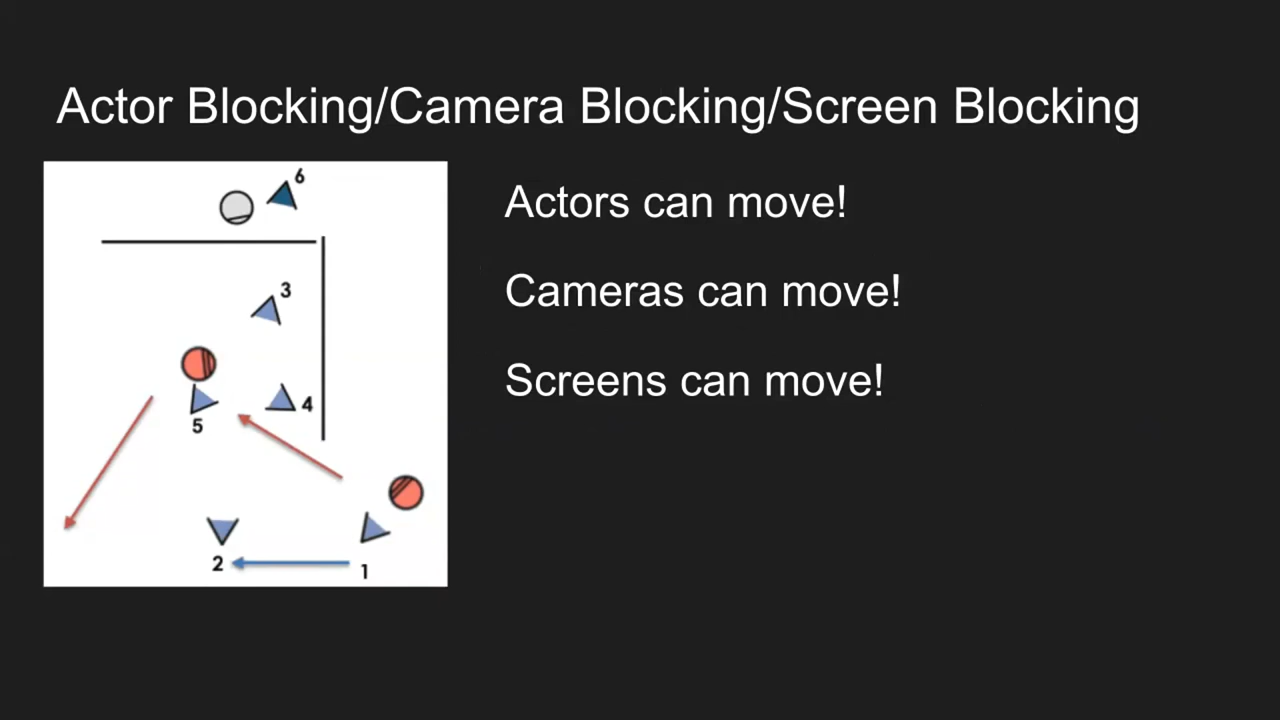 Actor Blocking/Camera Blocking/Screen Blocking
6
3
4
5
2
1
Actors can move!
Cameras can move!
Screens can move!